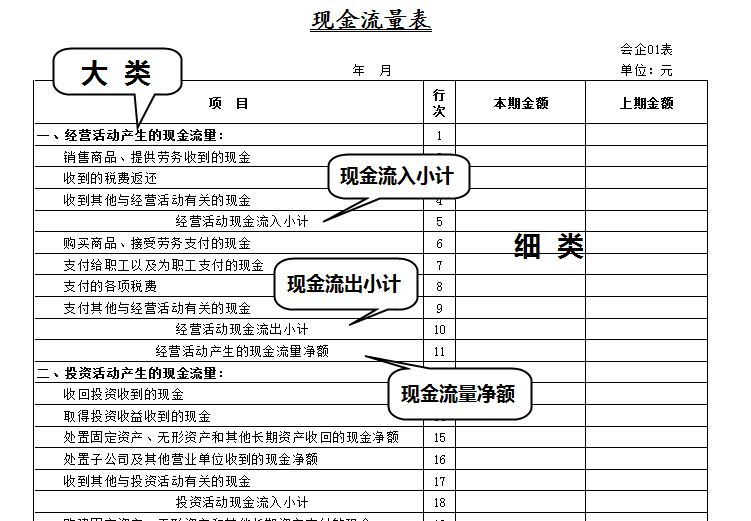 现金流量表
会企01表
年 月 单位：元
大 类
项 目 行次 本期金额 上期金额
一、经营活动产生的现金流量： 1
销售商品、提供劳务收到的现金
收到的税费返还
现金流入小计
收到其他与经营活动有关的现金 4
经营活动现金流入小计 5
购买商品、接受劳务支付的现金 6
细 类
支付给职工以及为职工支付的现金 7
支付的各项税费 8
现金流出小计
支付其他与经营活动有关的现金 9
经营活动现金流出小计 10
经营活动产生的现金流量净额 11
二、投资活动产生的现金流量：
收回投资收到的现金
现金流量净额
取得投资收益收到的现金
处置固定资产、无形资产和其他长期资产收回的现金净额 15
处置子公司及其他营业单位收到的现金净额 16
收到其他与投资活动有关的现金 17
投资活动现金流入小计 18